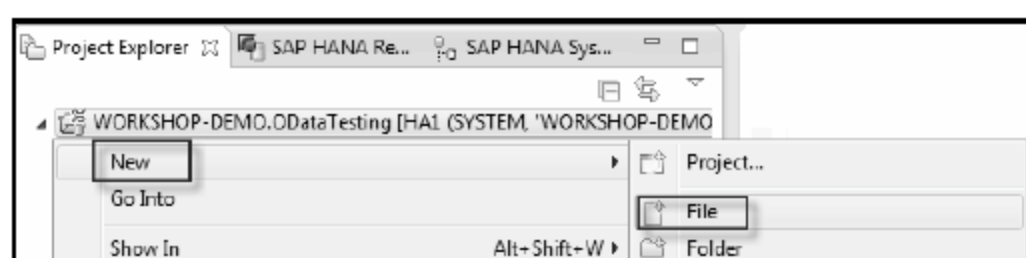 Project Explorer SAP HANA Re... SAP HANA Sys...
WORKSHOP-DEMO.ODataTesting [HA1 (SYSTEM, 'WORKSHOP-DEMO
New Project...
Go Into File
Show In Alt+Shift+W Folder